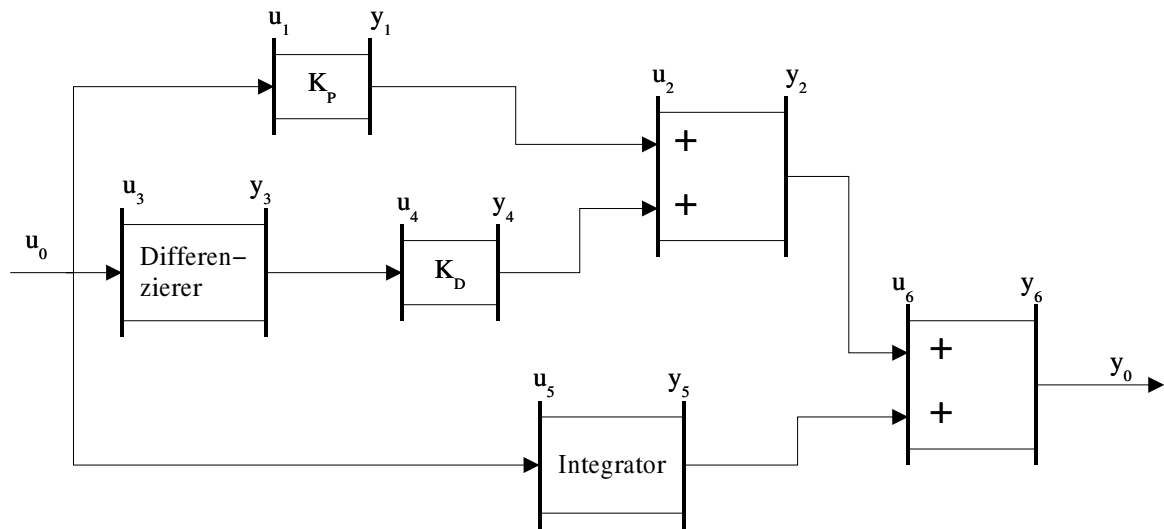 u1 y1
KP
u2 y2
+
+
u3 y3
u0
Differen−
zierer
u4 y4
KD
u6 y6
+
+
y0
u5 y5
Integrator